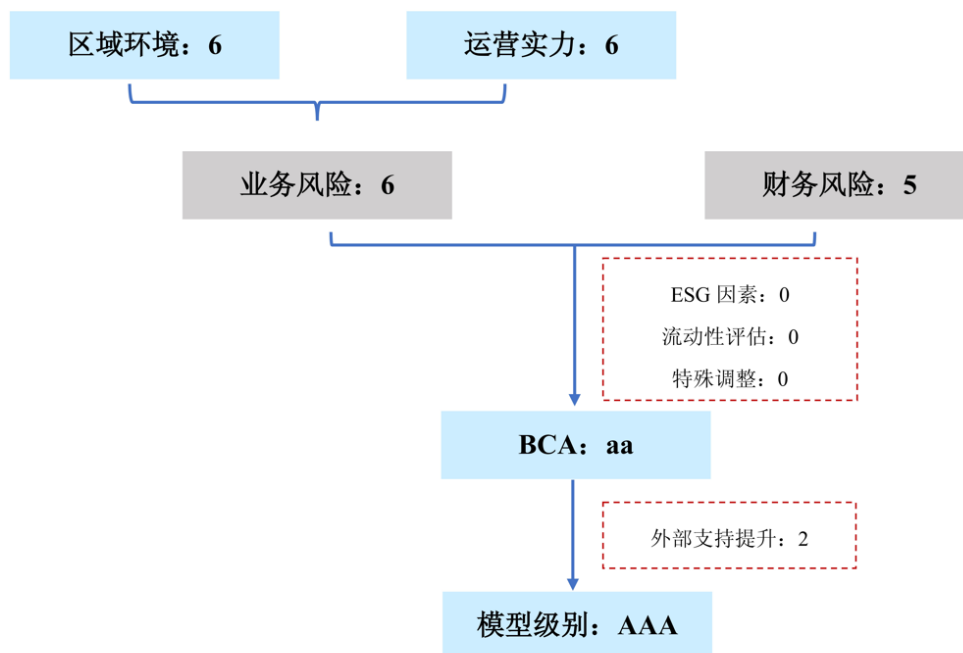 区域环境：6
运营实力：6
业务风险：6
财务风险：5
ESG 因素：0
流动性评估：0
特殊调整：0
BCA：aa
外部支持提升：2
模型级别：AAA